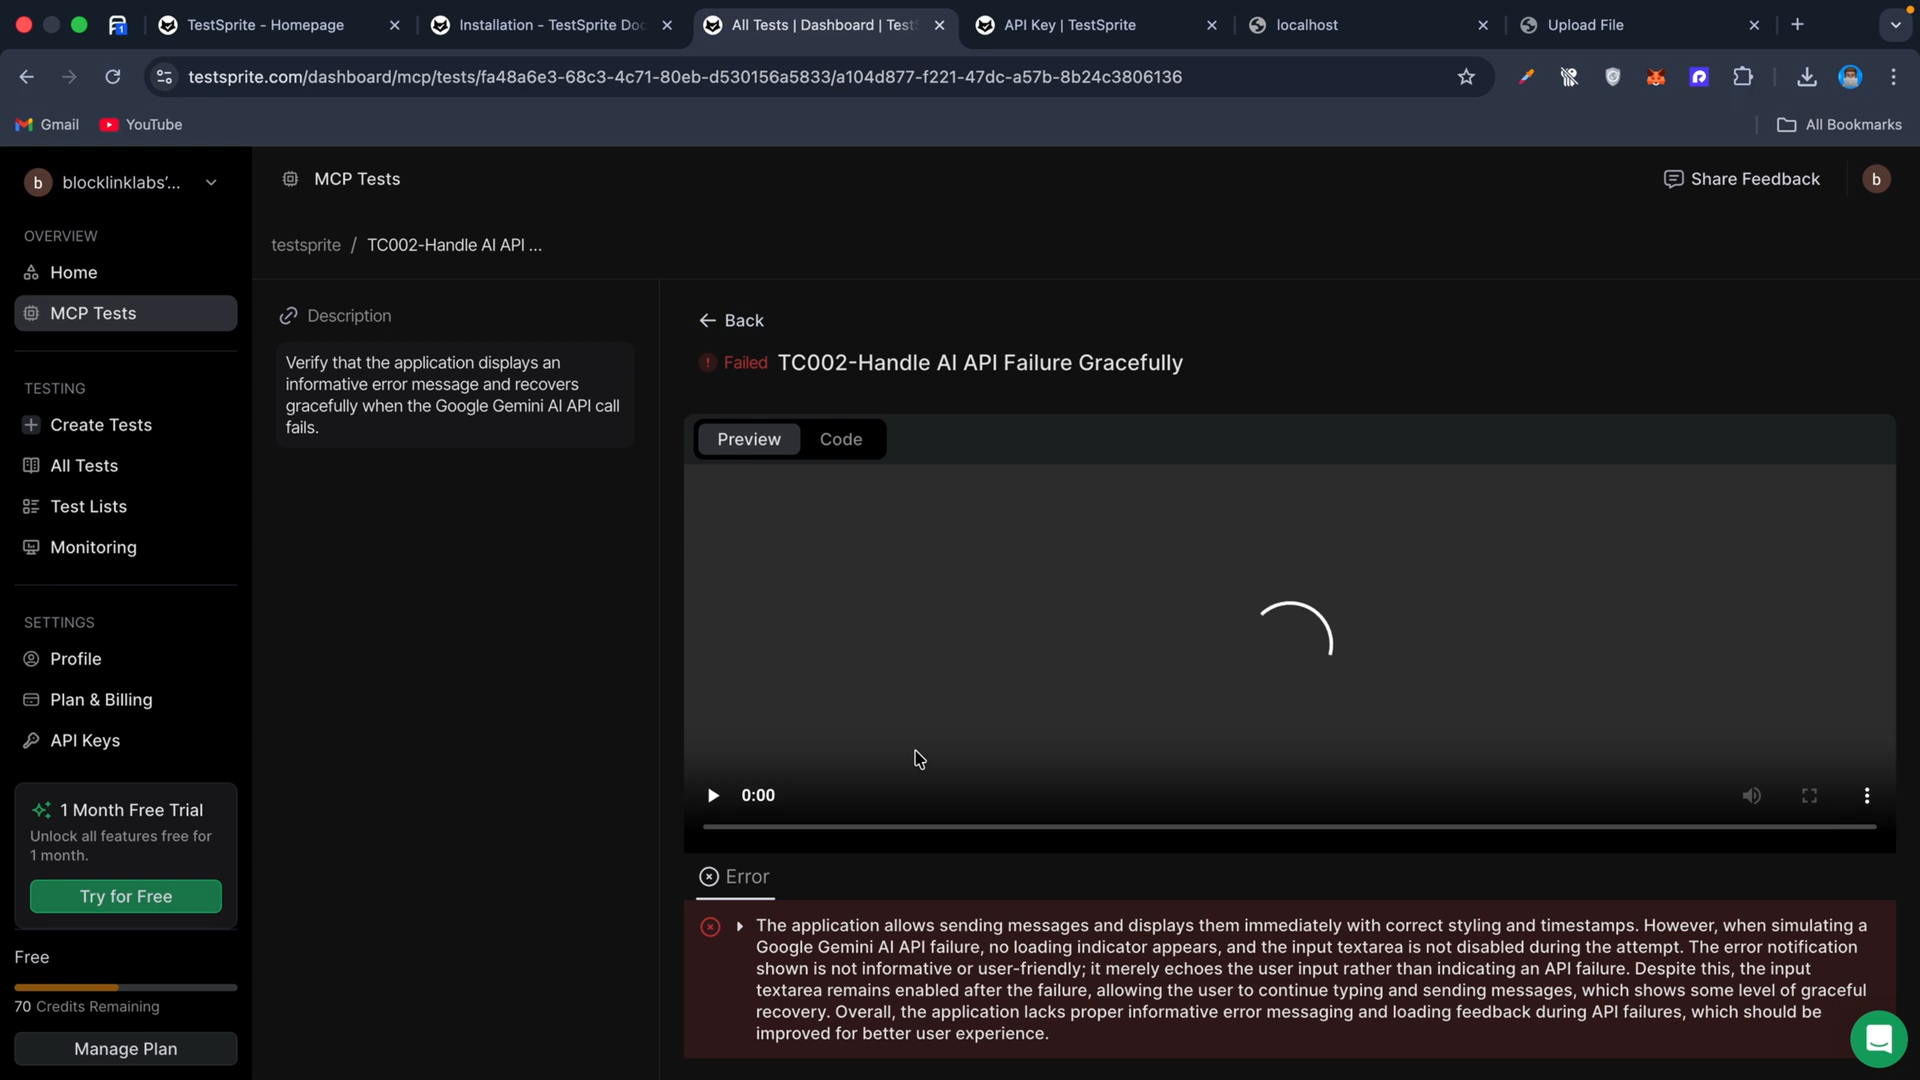 TestSprite - Homepage
Installation - TestSprite Doc
All Tests | Dashboard | Test
API Key | TestSprite
localhost
Upload File
testsprite.com/dashboard/mcp/tests/fa48a6e3-68c3-4c71-80eb-d530156a5833/a104d877-f221-47dc-a57b-8b24c3806136
Gmail
YouTube
All Bookmarks
b
blocklinklabs'...
MCP Tests
Share Feedback
b
OVERVIEW
Home
MCP Tests
TESTING
Create Tests
All Tests
Test Lists
Monitoring
SETTINGS
Profile
Plan & Billing
API Keys
1 Month Free Trial
Unlock all features free for
1 month.
Try for Free
Free
70 Credits Remaining
Manage Plan
testsprite / TC002-Handle AI API ...
Description
Verify that the application displays an
informative error message and recovers
gracefully when the Google Gemini AI API call
fails.
Back
Failed TC002-Handle AI API Failure Gracefully
Preview
Code
0:00
Error
The application allows sending messages and displays them immediately with correct styling and timestamps. However, when simulating a
Google Gemini AI API failure, no loading indicator appears, and the input textarea is not disabled during the attempt. The error notification
shown is not informative or user-friendly; it merely echoes the user input rather than indicating an API failure. Despite this, the input
textarea remains enabled after the failure, allowing the user to continue typing and sending messages, which shows some level of graceful
recovery. Overall, the application lacks proper informative error messaging and loading feedback during API failures, which should be
improved for better user experience.